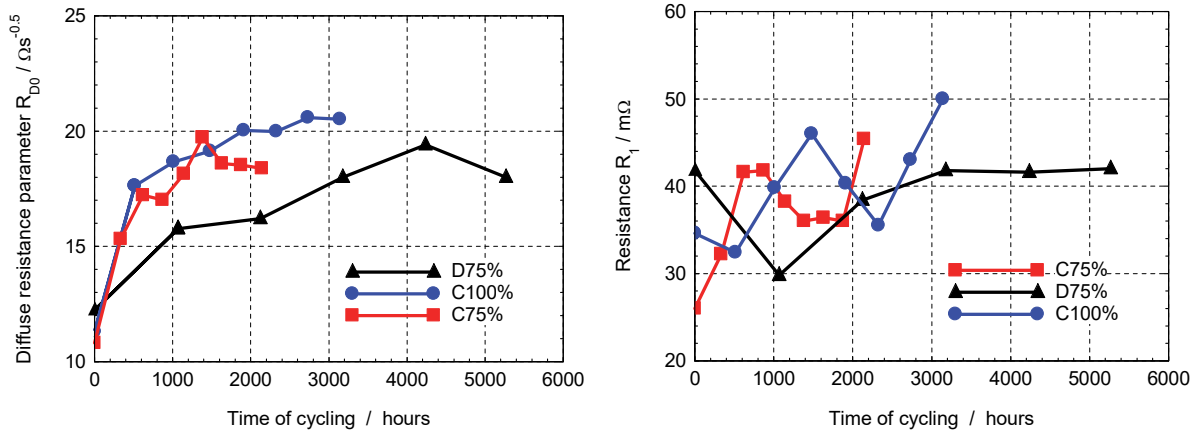 Diffuse resistance parameter R_D0 / Ωs^-0.5
25
20
15
10
D75%
C100%
C75%
0 1000 2000 3000 4000 5000 6000
Time of cycling / hours
Resistance R_1 / mΩ
60
50
40
30
20
C75%
D75%
C100%
0 1000 2000 3000 4000 5000 6000
Time of cycling / hours